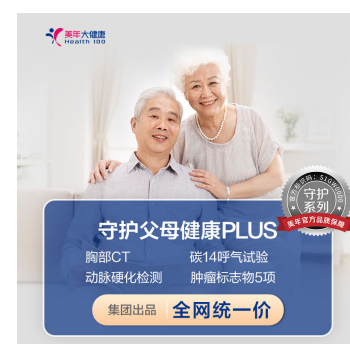 美年大健康
Health 100
守护
系列
美年官方品质保障
守护父母健康PLUS
胸部CT 碳14呼气试验
动脉硬化检测 肿瘤标志物5项
集团出品 全网统一价